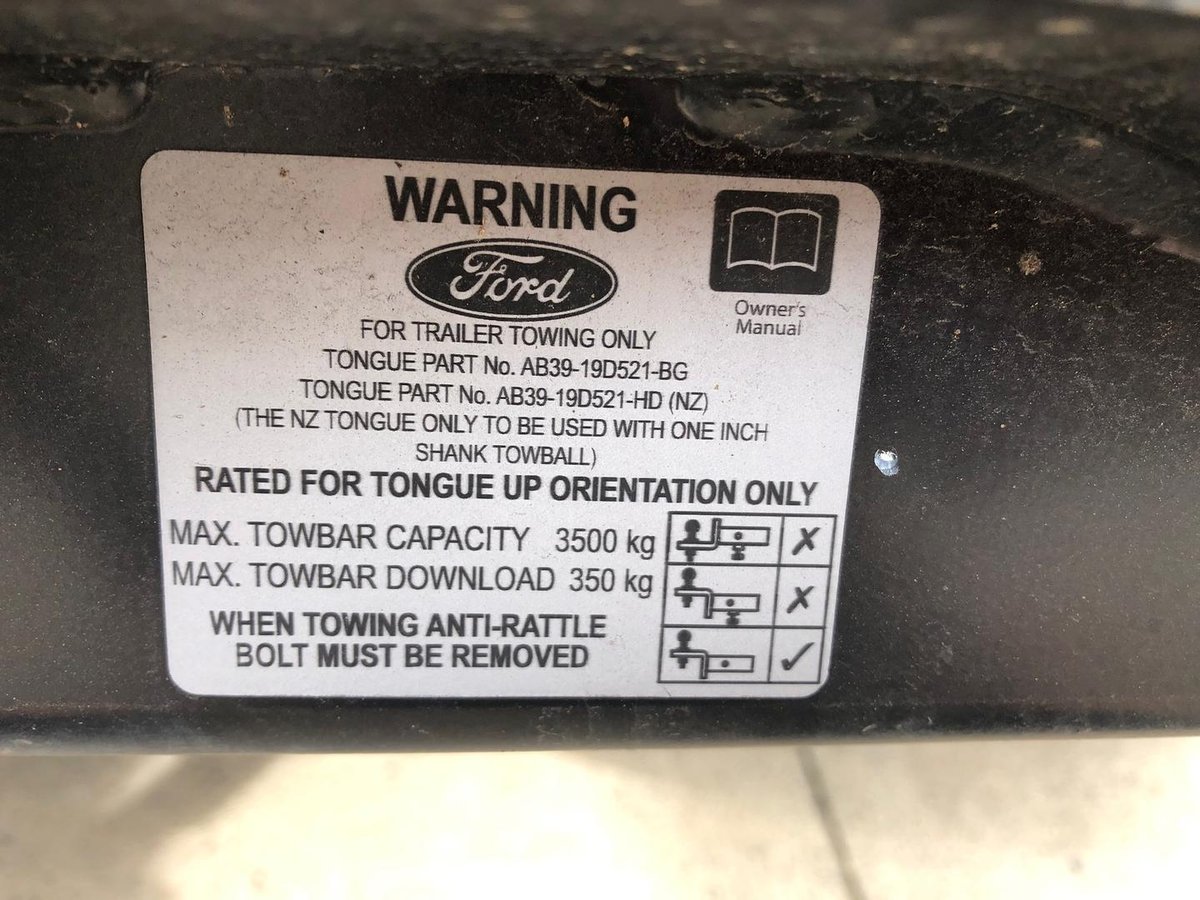 WARNING
Ford
Owner's
Manual
FOR TRAILER TOWING ONLY
TONGUE PART No. AB39-19D521-BG
TONGUE PART No. AB39-19D521-HD (NZ)
(THE NZ TONGUE ONLY TO BE USED WITH ONE INCH
SHANK TOWBALL)
RATED FOR TONGUE UP ORIENTATION ONLY
MAX. TOWBAR CAPACITY 3500 kg
MAX. TOWBAR DOWNLOAD 350 kg
WHEN TOWING ANTI-RATTLE
BOLT MUST BE REMOVED